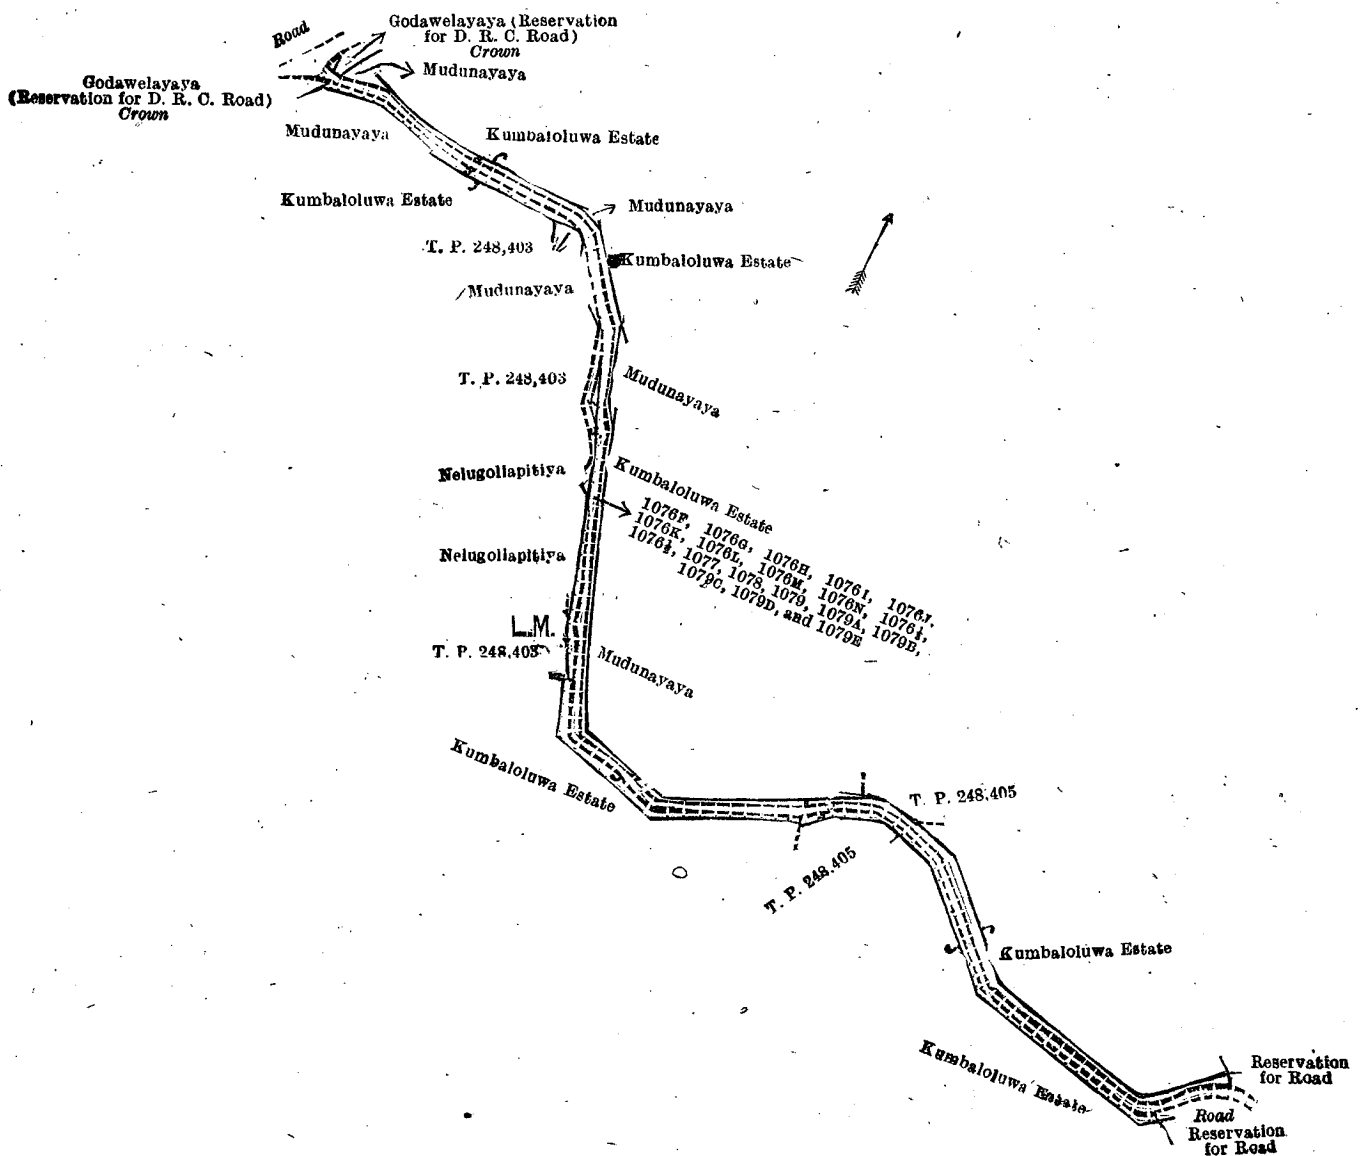 Road
Godawelayaya (Reservation
for D. R. C. Road)
Crown
Mudunayaya
Godawelayaya
(Reservation for D. R. C. Road)
Crown
Mudunayaya
Kumbaloluwa Estate
Kumbaloluwa Estate
Mudunayaya
T. P. 248,403
Kumbaloluwa Estate
Mudunayaya
T. P. 248,403
Mudunayaya
Nelugollapitiya
Kumbaloluwa Estate
1076F, 1076G, 1076H, 1076I, 1076J,
1076K, 1076L, 1076M, 1076N,
1077, 1078, 1079, 1079A, 1079B,
1079C, 1079D, and 1079E
Nelugollapitiya
L.M.
T. P. 248,403
Mudunayaya
Kumbaloluwa Estate
T. P. 248,405
T. P. 248,405
Kumbaloluwa Estate
Kumbaloluwa Estate
Reservation
for Road
Road
Reservation
for Road